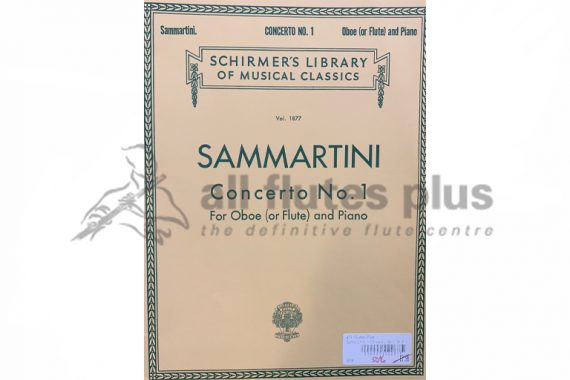 Sammartini. CONCERTO NO. 1 Oboe (or Flute) and Piano
SCHIRMER'S LIBRARY
OF MUSICAL CLASSICS
Vol. 1877
SAMMARTINI
Concerto No. 1
all flutes plus
For Oboe (or Flute) and Piano
the definitive flute centre